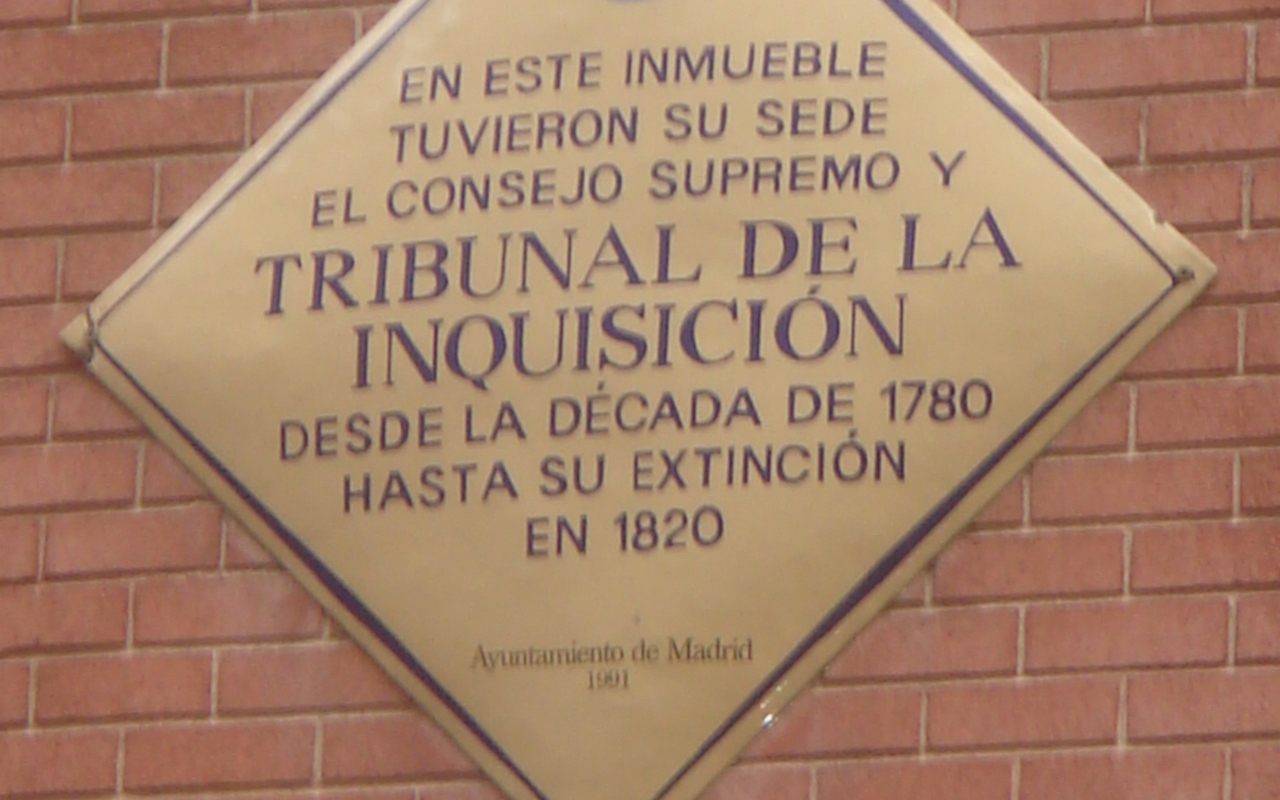 EN ESTE INMUEBLE
TUVIERON SU SEDE
EL CONSEJO SUPREMO Y
TRIBUNAL DE LA
INQUISICIÓN
DESDE LA DÉCADA DE 1780
HASTA SU EXTINCIÓN
EN 1820
Ayuntamiento de Madrid
1991